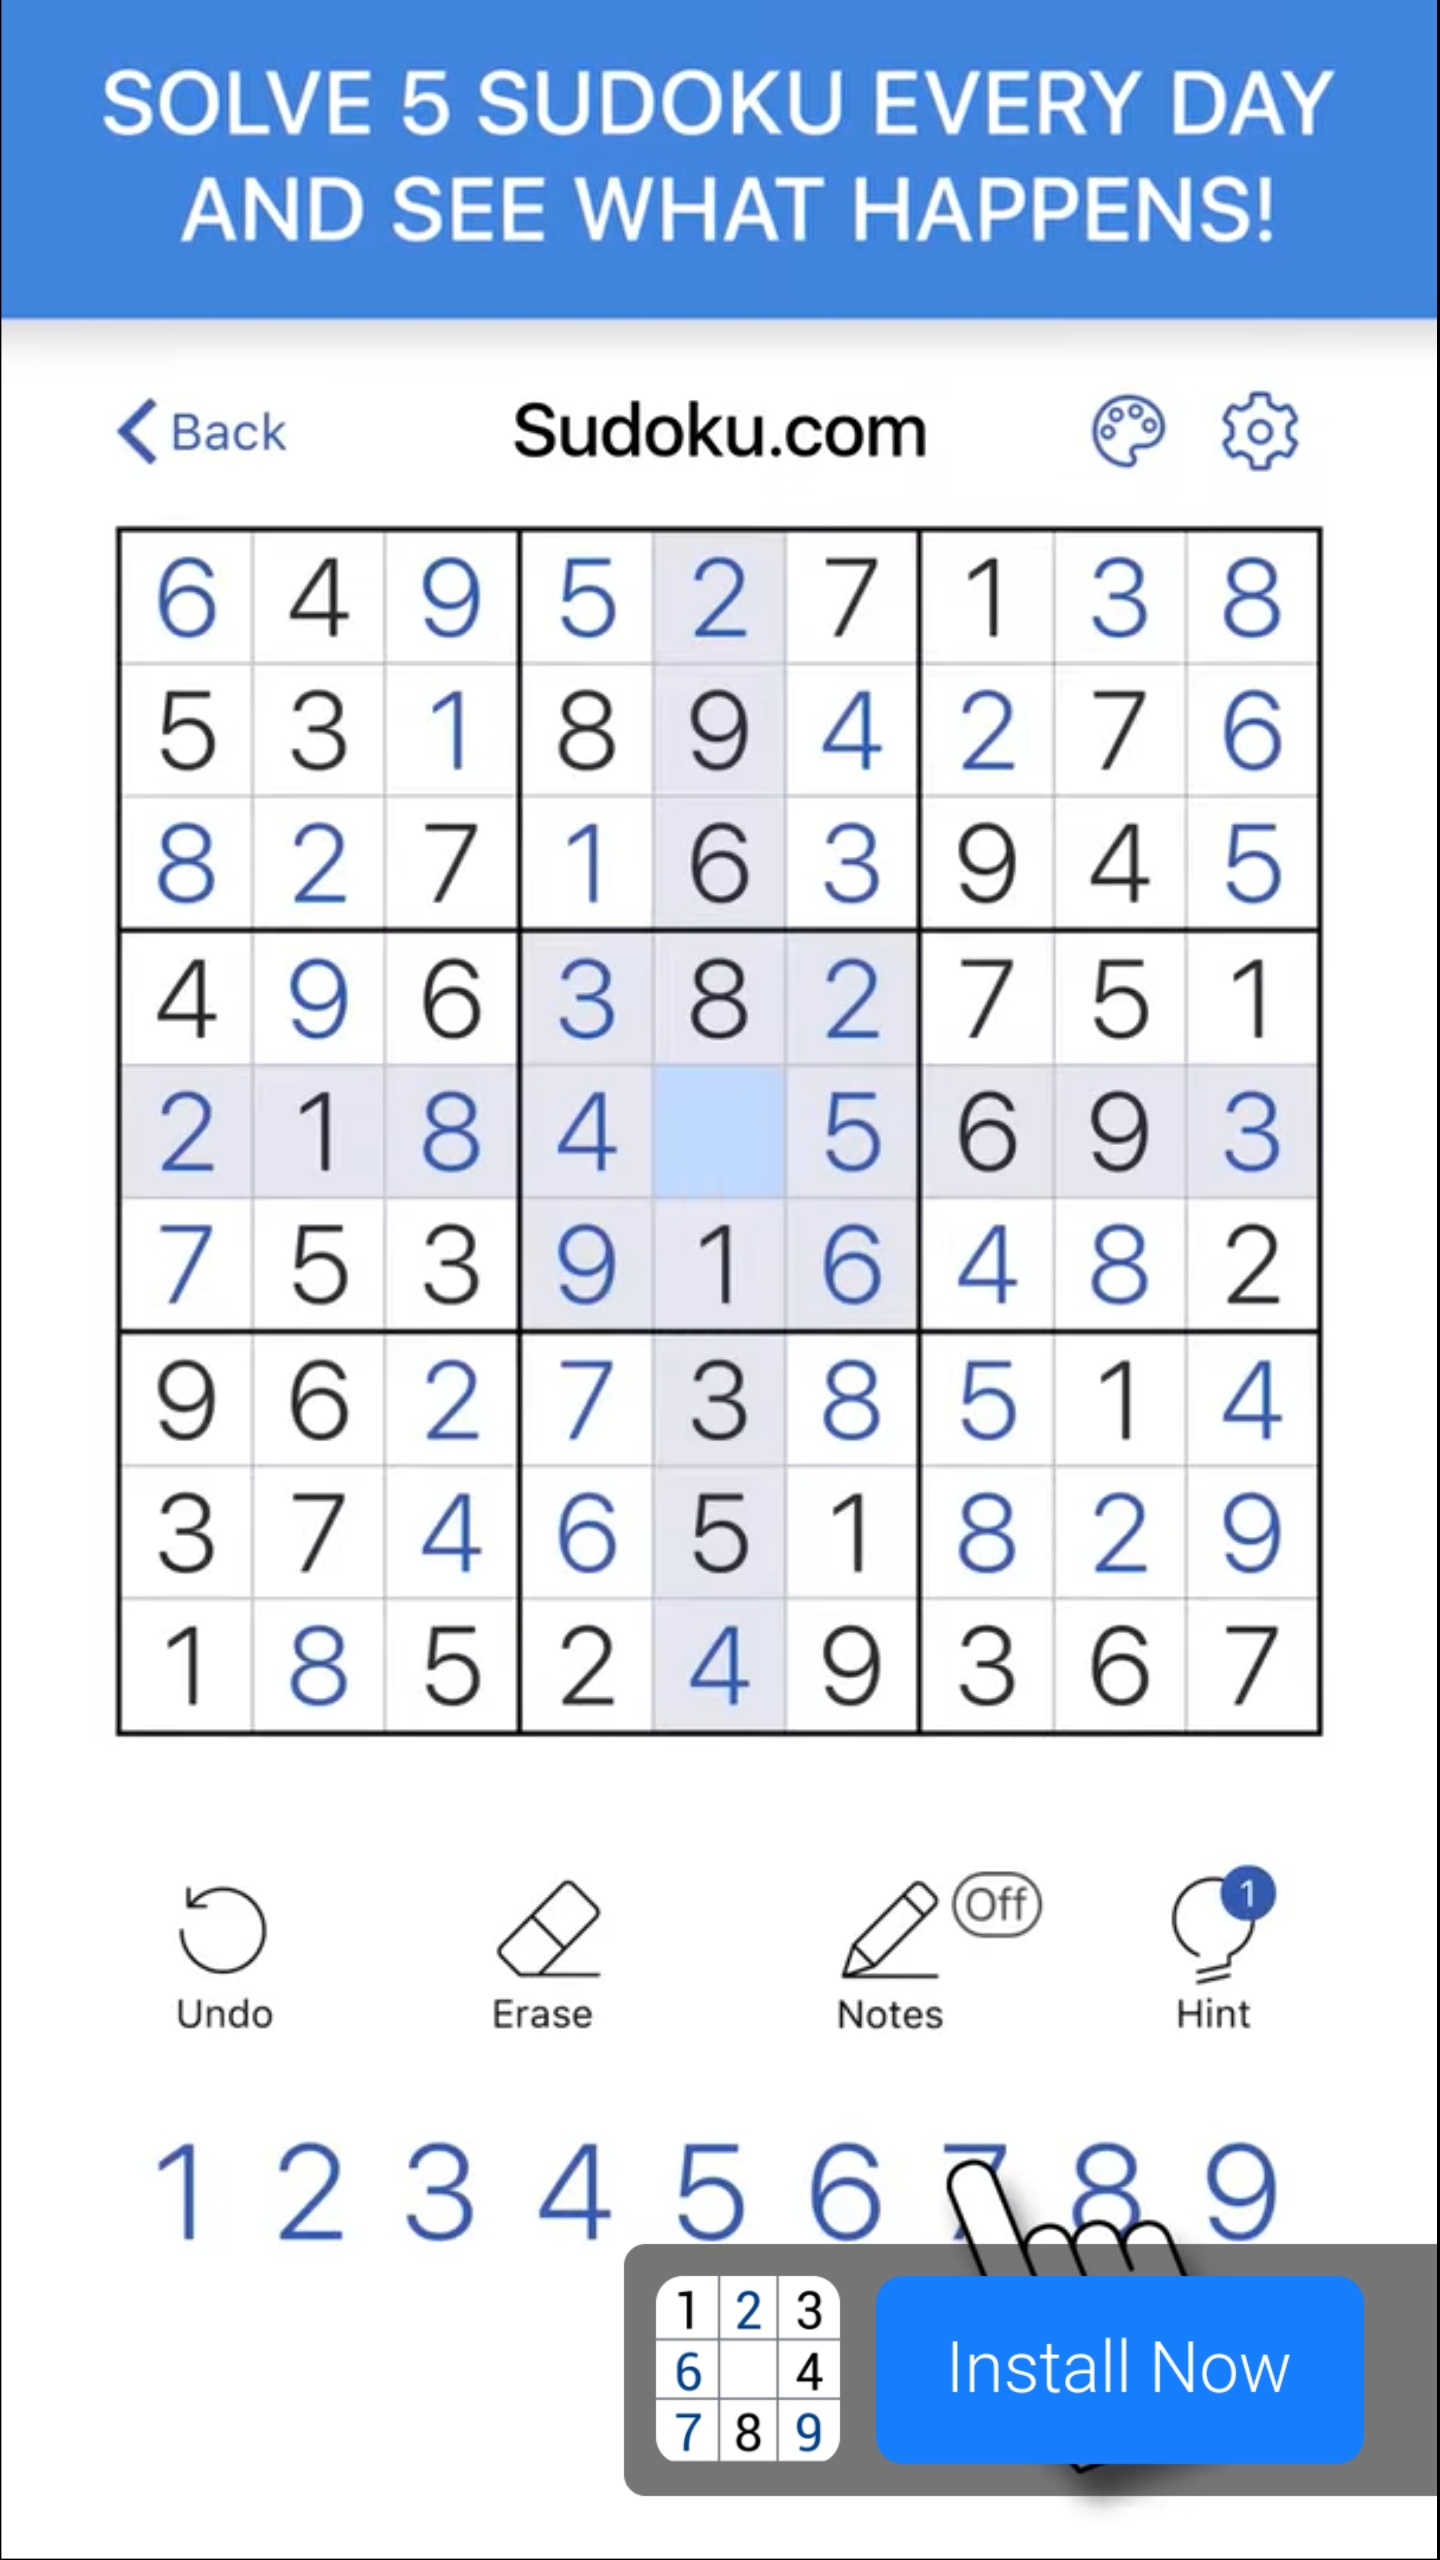 SOLVE 5 SUDOKU EVERY DAY
AND SEE WHAT HAPPENS!
Back Sudoku.com
6 4 9 5 2 7 1 3 8
5 3 1 8 9 4 2 7 6
8 2 7 1 6 3 9 4 5
4 9 6 3 8 2 7 5 1
2 1 8 4 5 6 9 3
7 5 3 9 1 6 4 8 2
9 6 2 7 3 8 5 1 4
3 7 4 6 5 1 8 2 9
1 8 5 2 4 9 3 6 7
Off 1
Undo Erase Notes Hint
1 2 3 4 5 6 7 8 9
1 2 3
6 4
7 8 9
Install Now